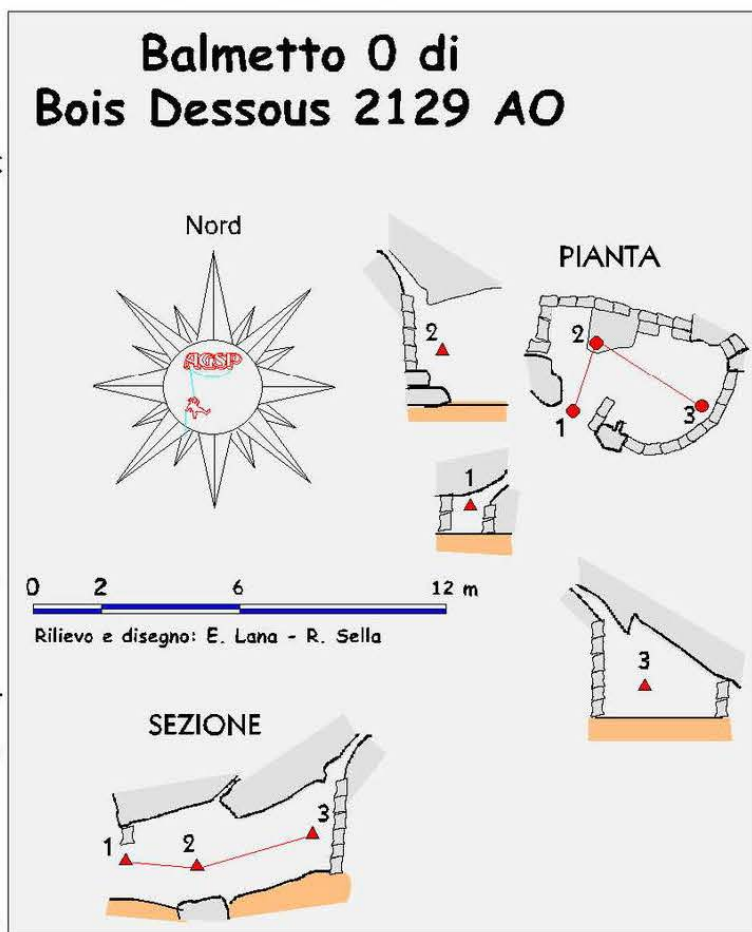 Balmetto 0 di
Bois Dessous 2129 AO
Nord
AGSP
PIANTA
2
1
3
2
1
0 2 6 12 m
Rilievo e disegno: E. Lana - R. Sella
3
SEZIONE
1 2 3